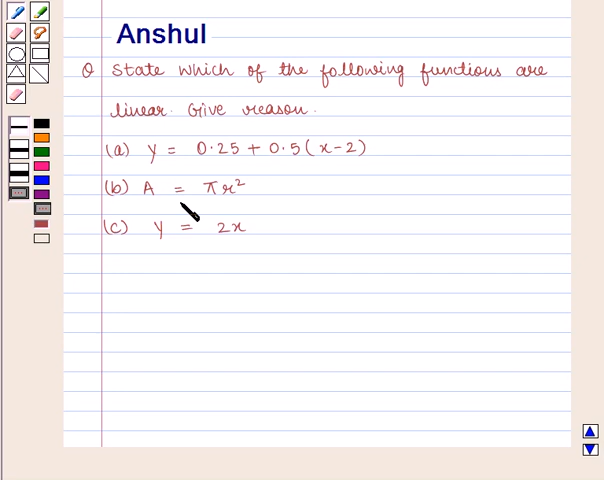 Anshul
Q State which of the following functions are
linear. Give reason.
(a) y = 0.25 + 0.5(x-2)
(b) A = πr²
(c) y = 2x